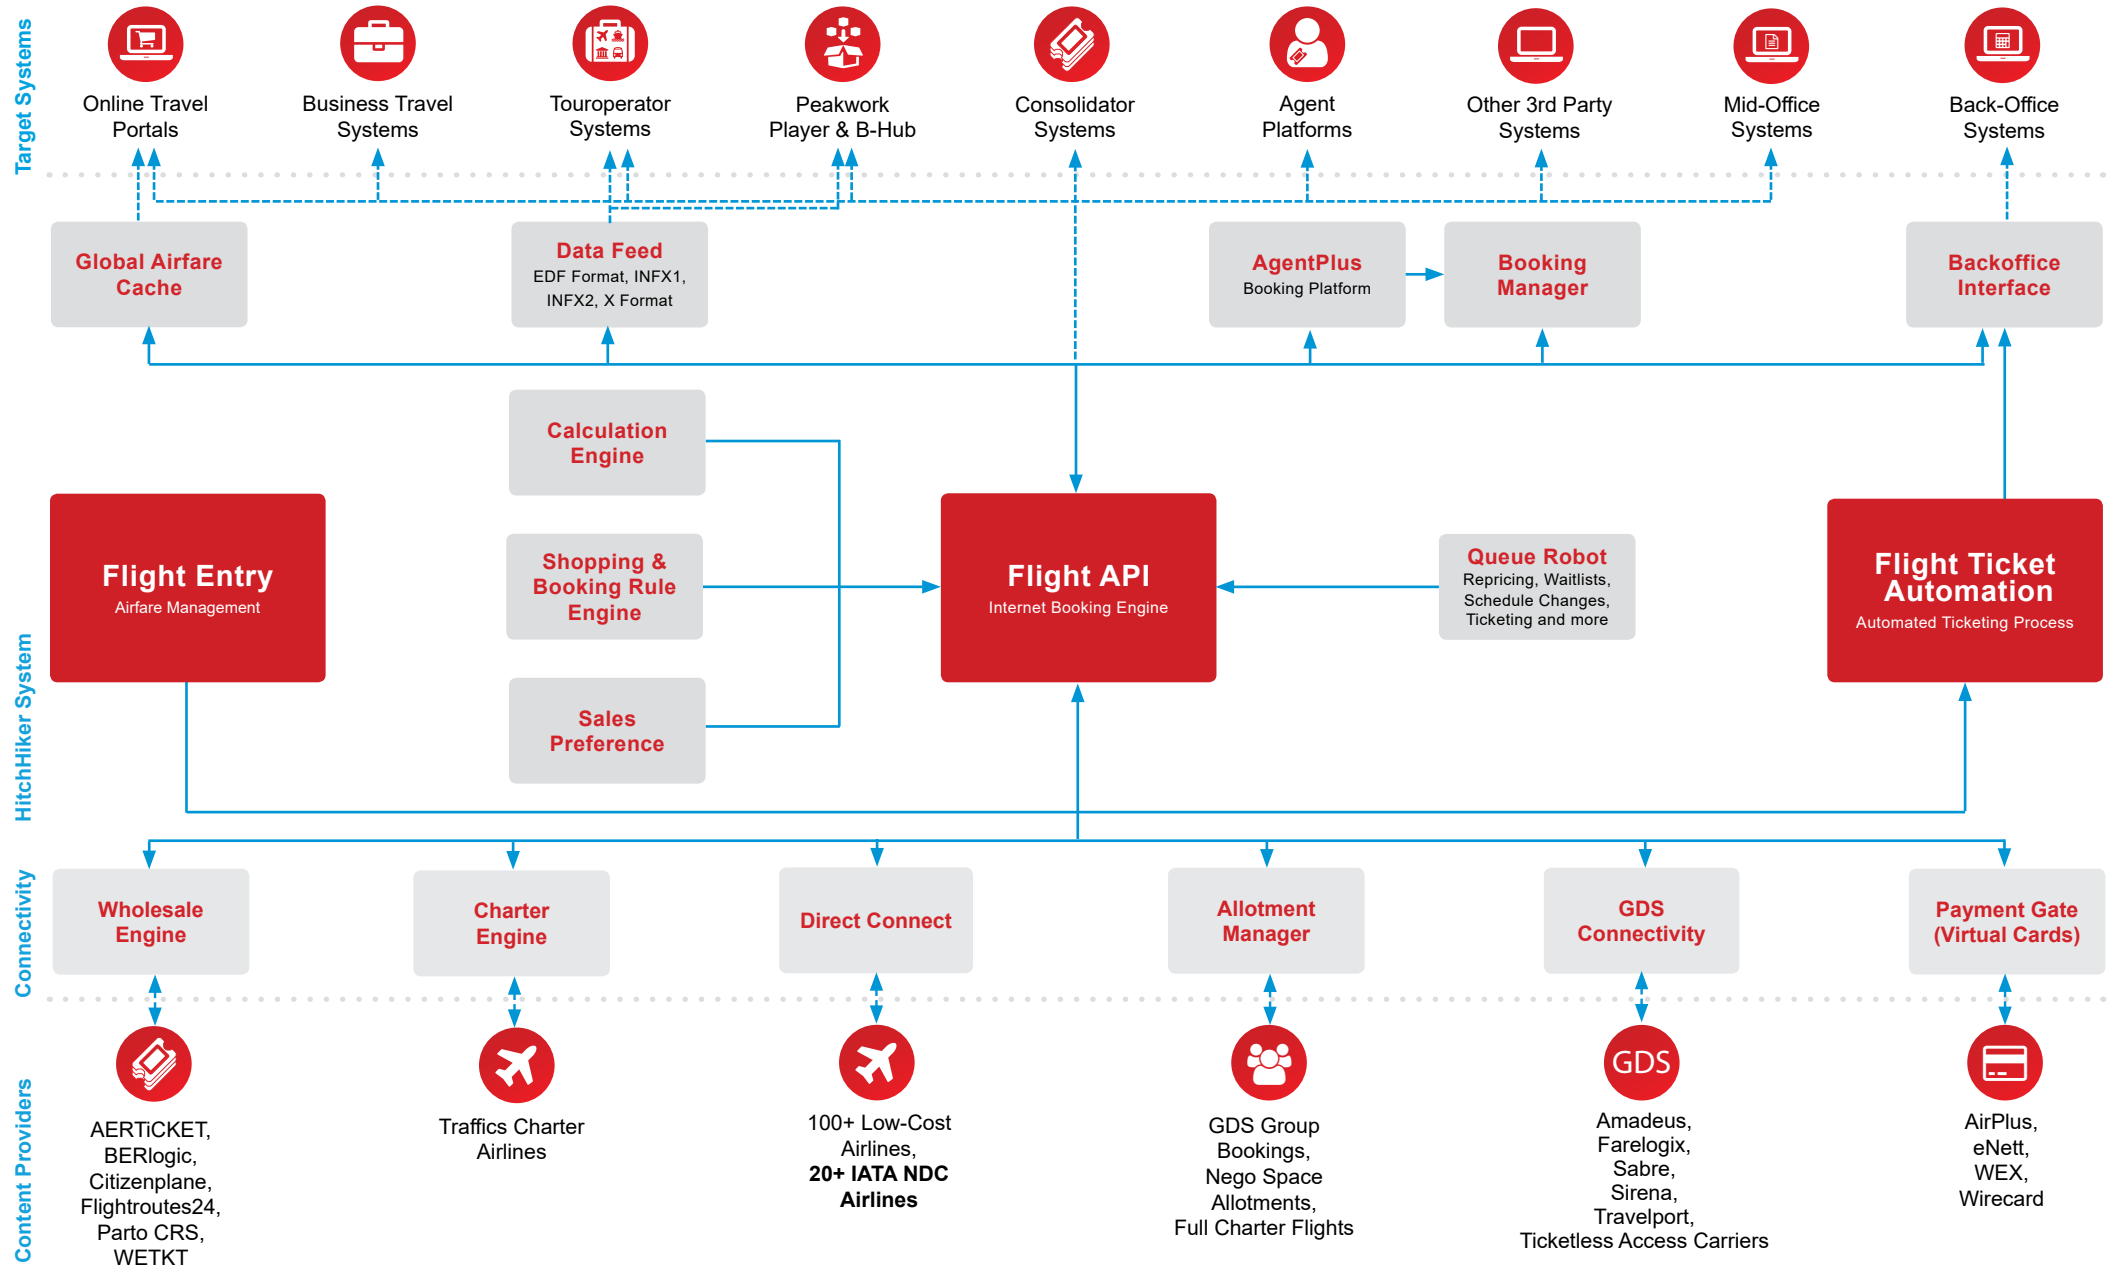 Target Systems
Online Travel
Portals
Business Travel
Systems
Touroperator
Systems
Peakwork
Player & B-Hub
Consolidator
Systems
Agent
Platforms
Other 3rd Party
Systems
Mid-Office
Systems
Back-Office
Systems
HitchHiker System
Global Airfare
Cache
Data Feed
EDF Format, INFX1,
INFX2, X Format
AgentPlus
Booking Platform
Booking
Manager
Backoffice
Interface
Calculation
Engine
Flight Entry
Airfare Management
Shopping &
Booking Rule
Engine
Flight API
Internet Booking Engine
Queue Robot
Repricing, Waitlists,
Schedule Changes,
Ticketing and more
Flight Ticket
Automation
Automated Ticketing Process
Sales
Preference
Connectivity
Wholesale
Engine
Charter
Engine
Direct Connect
Allotment
Manager
GDS
Connectivity
Payment Gate
(Virtual Cards)
Content Providers
AERTiCKET,
BERlogic,
Citizenplane,
Flightroutes24,
Parto CRS,
WETKT
Traffics Charter
Airlines
100+ Low-Cost
Airlines,
20+ IATA NDC
Airlines
GDS Group
Bookings,
Nego Space
Allotments,
Full Charter Flights
GDS
Amadeus,
Farelogix,
Sabre,
Sirena,
Travelport,
Ticketless Access Carriers
AirPlus,
eNett,
WEX,
Wirecard